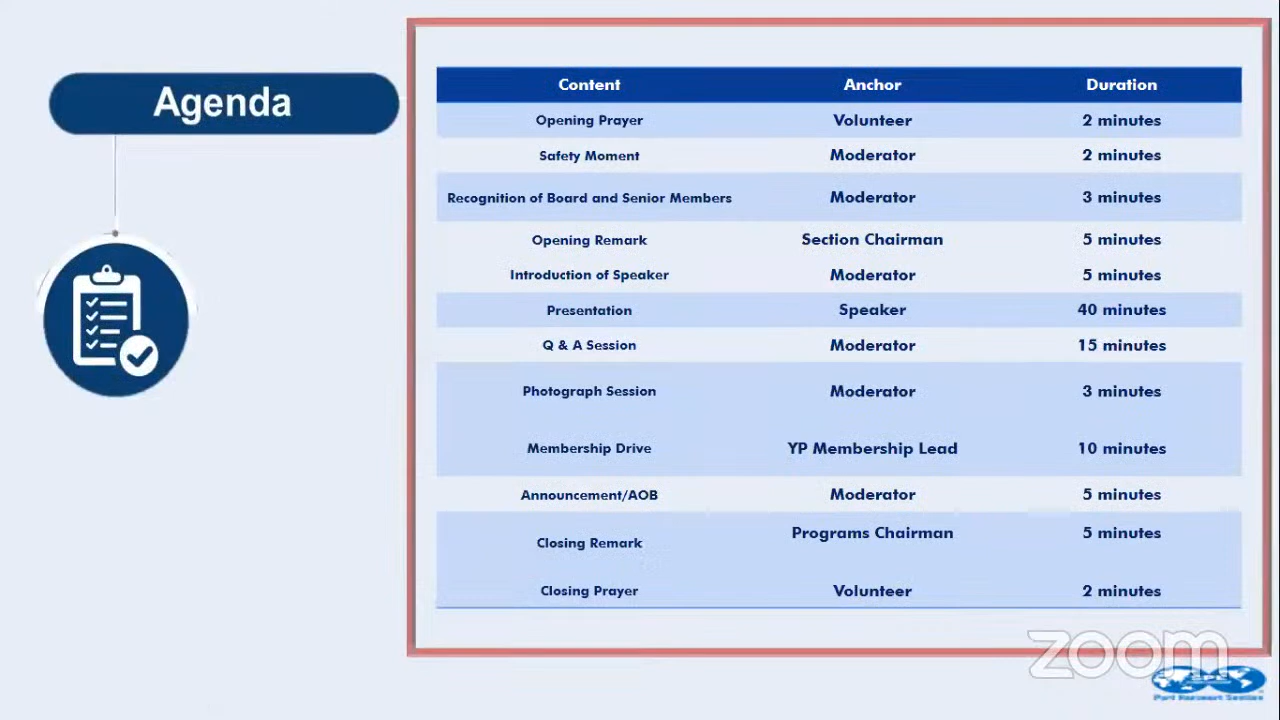 Agenda
Content Anchor Duration
Opening Prayer Volunteer 2 minutes
Safety Moment Moderator 2 minutes
Recognition of Board and Senior Members Moderator 3 minutes
Opening Remark Section Chairman 5 minutes
Introduction of Speaker Moderator 5 minutes
Presentation Speaker 40 minutes
Q & A Session Moderator 15 minutes
Photograph Session Moderator 3 minutes
Membership Drive YP Membership Lead 10 minutes
Announcement/AOB Moderator 5 minutes
Closing Remark Programs Chairman 5 minutes
Closing Prayer Volunteer 2 minutes
zoom
Port Harcourt Section